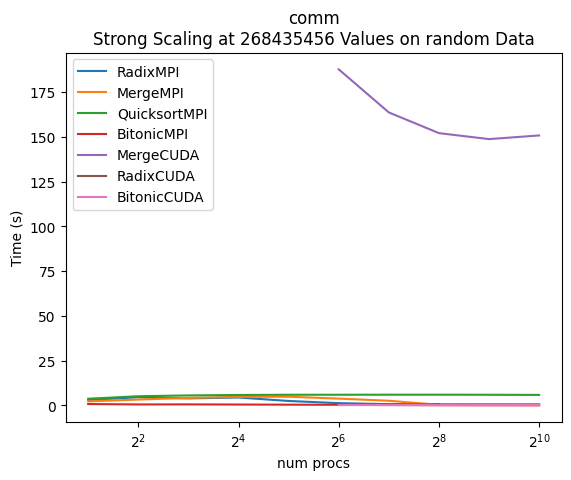 comm
Strong Scaling at 268435456 Values on random Data
RadixMPI
MergeMPI
QuicksortMPI
BitonicMPI
MergeCUDA
RadixCUDA
BitonicCUDA
Time (s)
175
150
125
100
75
50
25
0
2^2 2^4 2^6 2^8 2^10
num procs